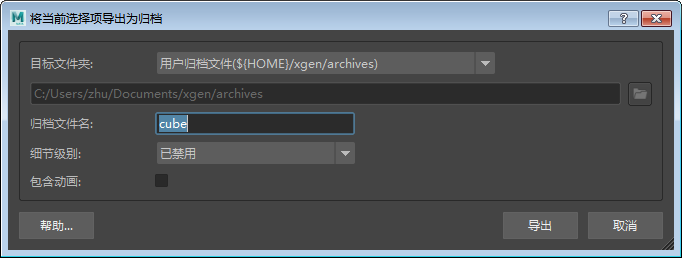 将当前选择项导出为归档
目标文件夹: 用户归档文件(${HOME}/xgen/archives)
C:/Users/zhu/Documents/xgen/archives
归档文件名: cube
细节级别: 已禁用
包含动画:
帮助... 导出 取消